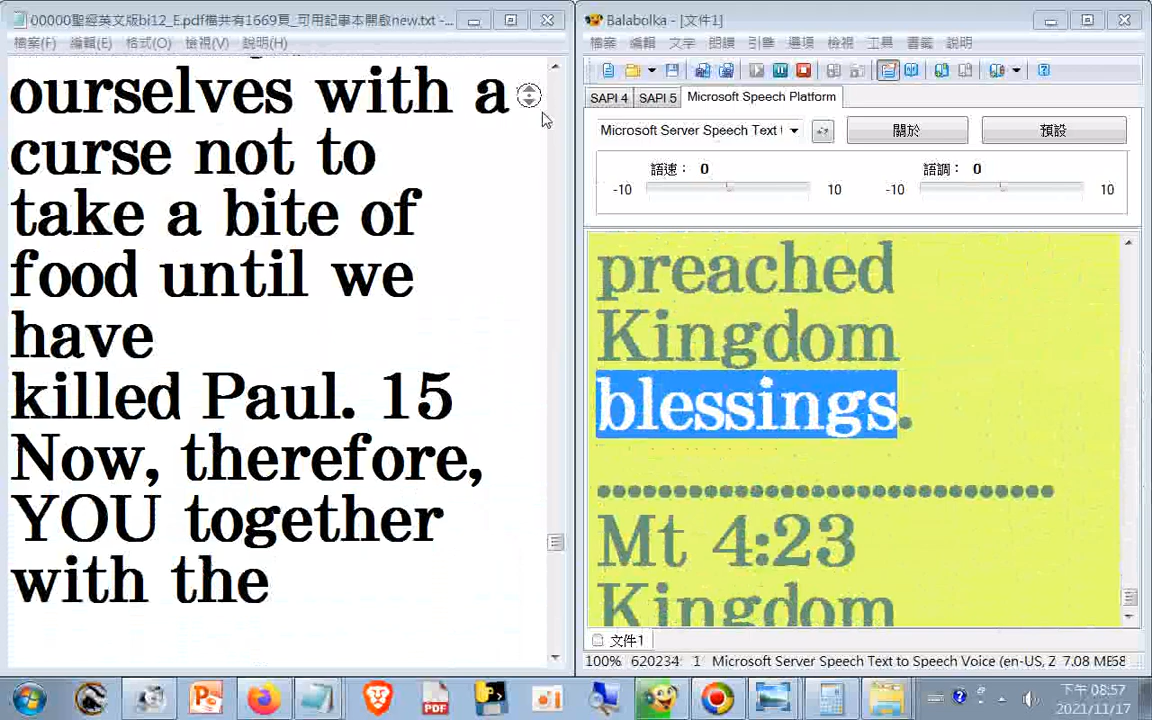 00000聖經英文版bi12_E.pdf檔共有1669頁_可用記事本開啟new.txt -...
檔案(F) 編輯(E) 格式(O) 檢視(V) 說明(H)
ourselves with a
curse not to
take a bite of
food until we
have
killed Paul. 15
Now, therefore,
YOU together
with the
Balabolka - [文件1]
檔案 編輯 文字 朗讀 引擎 選項 檢視 工具 書籤 說明
SAPI 4 SAPI 5 Microsoft Speech Platform
Microsoft Server Speech Text 關於 預設
語速： 0 語調： 0
-10 10 -10 10
preached
Kingdom
blessings.
Mt 4:23
Kingdom
文件1
100% 620234: 1 Microsoft Server Speech Text to Speech Voice (en-US, Z 7.08 ME
下午 08:57
2021/11/17